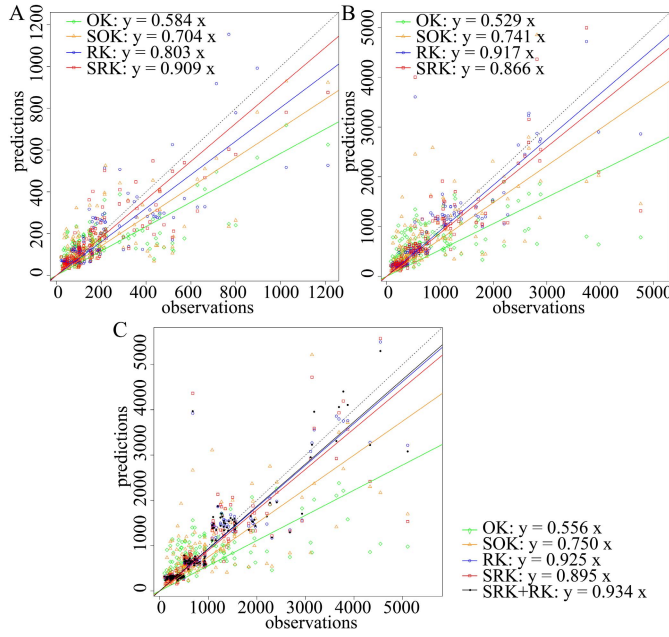 A
OK: y = 0.584 x
SOK: y = 0.704 x
RK: y = 0.803 x
SRK: y = 0.909 x
predictions
0 200 400 600 800 1000 1200
0 200 400 600 800 1000 1200
observations
B
OK: y = 0.529 x
SOK: y = 0.741 x
RK: y = 0.917 x
SRK: y = 0.866 x
predictions
0 1000 2000 3000 4000 5000
0 1000 2000 3000 4000 5000
observations
C
predictions
0 1000 2000 3000 4000 5000
0 1000 2000 3000 4000 5000
observations
OK: y = 0.556 x
SOK: y = 0.750 x
RK: y = 0.925 x
SRK: y = 0.895 x
SRK+RK: y = 0.934 x